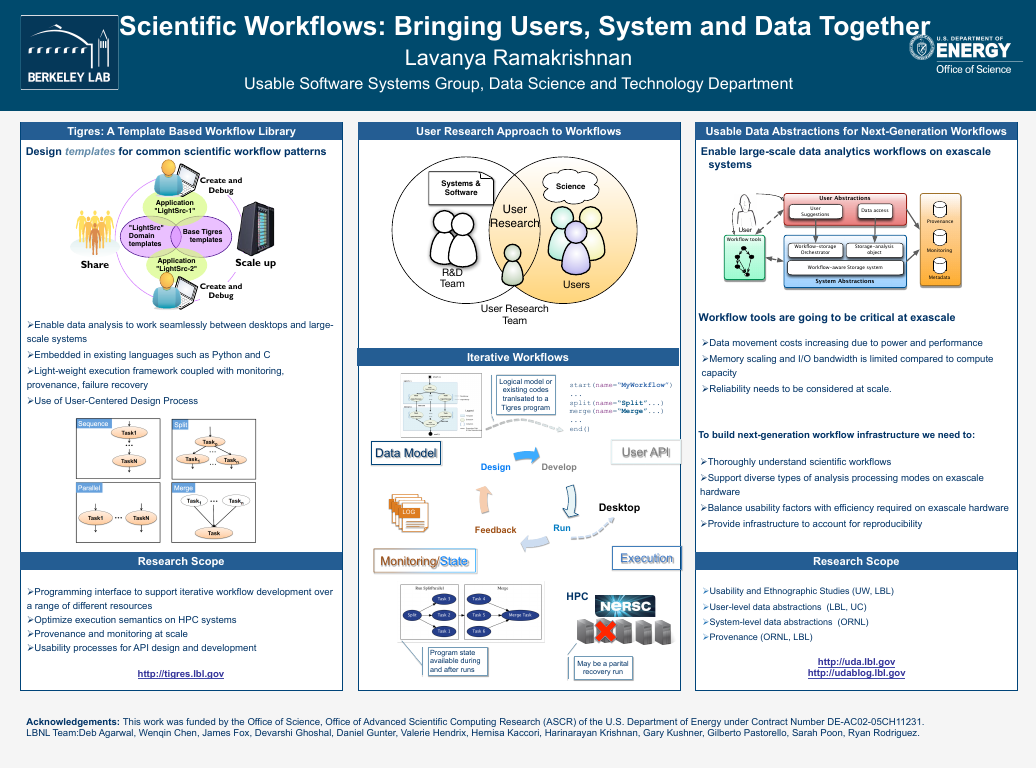 Scientific Workflows: Bringing Users, System and Data Together
Lavanya Ramakrishnan
Usable Software Systems Group, Data Science and Technology Department
BERKELEY LAB
U.S. DEPARTMENT OF
ENERGY
Office of Science
Tigres: A Template Based Workflow Library
Design templates for common scientific workflow patterns
Create and
Debug
Application
"LightSrc-1"
"LightSrc"
Domain
templates
Base Tigres
templates
Application
"LightSrc-2"
Share
Scale up
Create and
Debug
➢Enable data analysis to work seamlessly between desktops and large-
scale systems
➢Embedded in existing languages such as Python and C
➢Light-weight execution framework coupled with monitoring,
provenance, failure recovery
➢Use of User-Centered Design Process
Sequence
Task1
...
TaskN
Split
Task0
Task1 ... Taskn
Parallel
Task1 ... TaskN
Merge
Task1 ... Taskn
Task
Research Scope
➢Programming interface to support iterative workflow development over
a range of different resources
➢Optimize execution semantics on HPC systems
➢Provenance and monitoring at scale
➢Usability processes for API design and development
http://tigres.lbl.gov
User Research Approach to Workflows
Systems &
Software
Science
User
Research
R&D
Team
Users
User Research
Team
Iterative Workflows
Logical model or
existing codes
tranlsated to a
Tigres program
start(name="MyWorkflow")
...
split(name="Split"...)
merge(name="Merge"...)
...
end()
Data Model
User API
Design
Develop
LOG
Desktop
Feedback
Run
Monitoring/State
Execution
Run SplitParallel
Merge
Split
Task 3
Task 2
Task 1
Task 4
Task 5
Task 6
Merge Task
HPC
NERSC
Program state
available during
and after runs
May be a parital
recovery run
Usable Data Abstractions for Next-Generation Workflows
Enable large-scale data analytics workflows on exascale
systems
User
User Abstractions
User
Suggestions
Data access
Workflow tools
Workflow-storage
Orchestrator
Storage-analysis
object
Workflow-aware Storage system
System Abstractions
Provenance
Monitoring
Metadata
Workflow tools are going to be critical at exascale
➢Data movement costs increasing due to power and performance
➢Memory scaling and I/O bandwidth is limited compared to compute
capacity
➢Reliability needs to be considered at scale.
To build next-generation workflow infrastructure we need to:
➢Thoroughly understand scientific workflows
➢Support diverse types of analysis processing modes on exascale
hardware
➢Balance usability factors with efficiency required on exascale hardware
➢Provide infrastructure to account for reproducibility
Research Scope
➢Usability and Ethnographic Studies (UW, LBL)
➢User-level data abstractions (LBL, UC)
➢System-level data abstractions (ORNL)
➢Provenance (ORNL, LBL)
http://uda.lbl.gov
http://udablog.lbl.gov
Acknowledgements: This work was funded by the Office of Science, Office of Advanced Scientific Computing Research (ASCR) of the U.S. Department of Energy under Contract Number DE-AC02-05CH11231.
LBNL Team:Deb Agarwal, Wenqin Chen, James Fox, Devarshi Ghoshal, Daniel Gunter, Valerie Hendrix, Hemisa Kaccori, Harinarayan Krishnan, Gary Kushner, Gilberto Pastorello, Sarah Poon, Ryan Rodriguez.